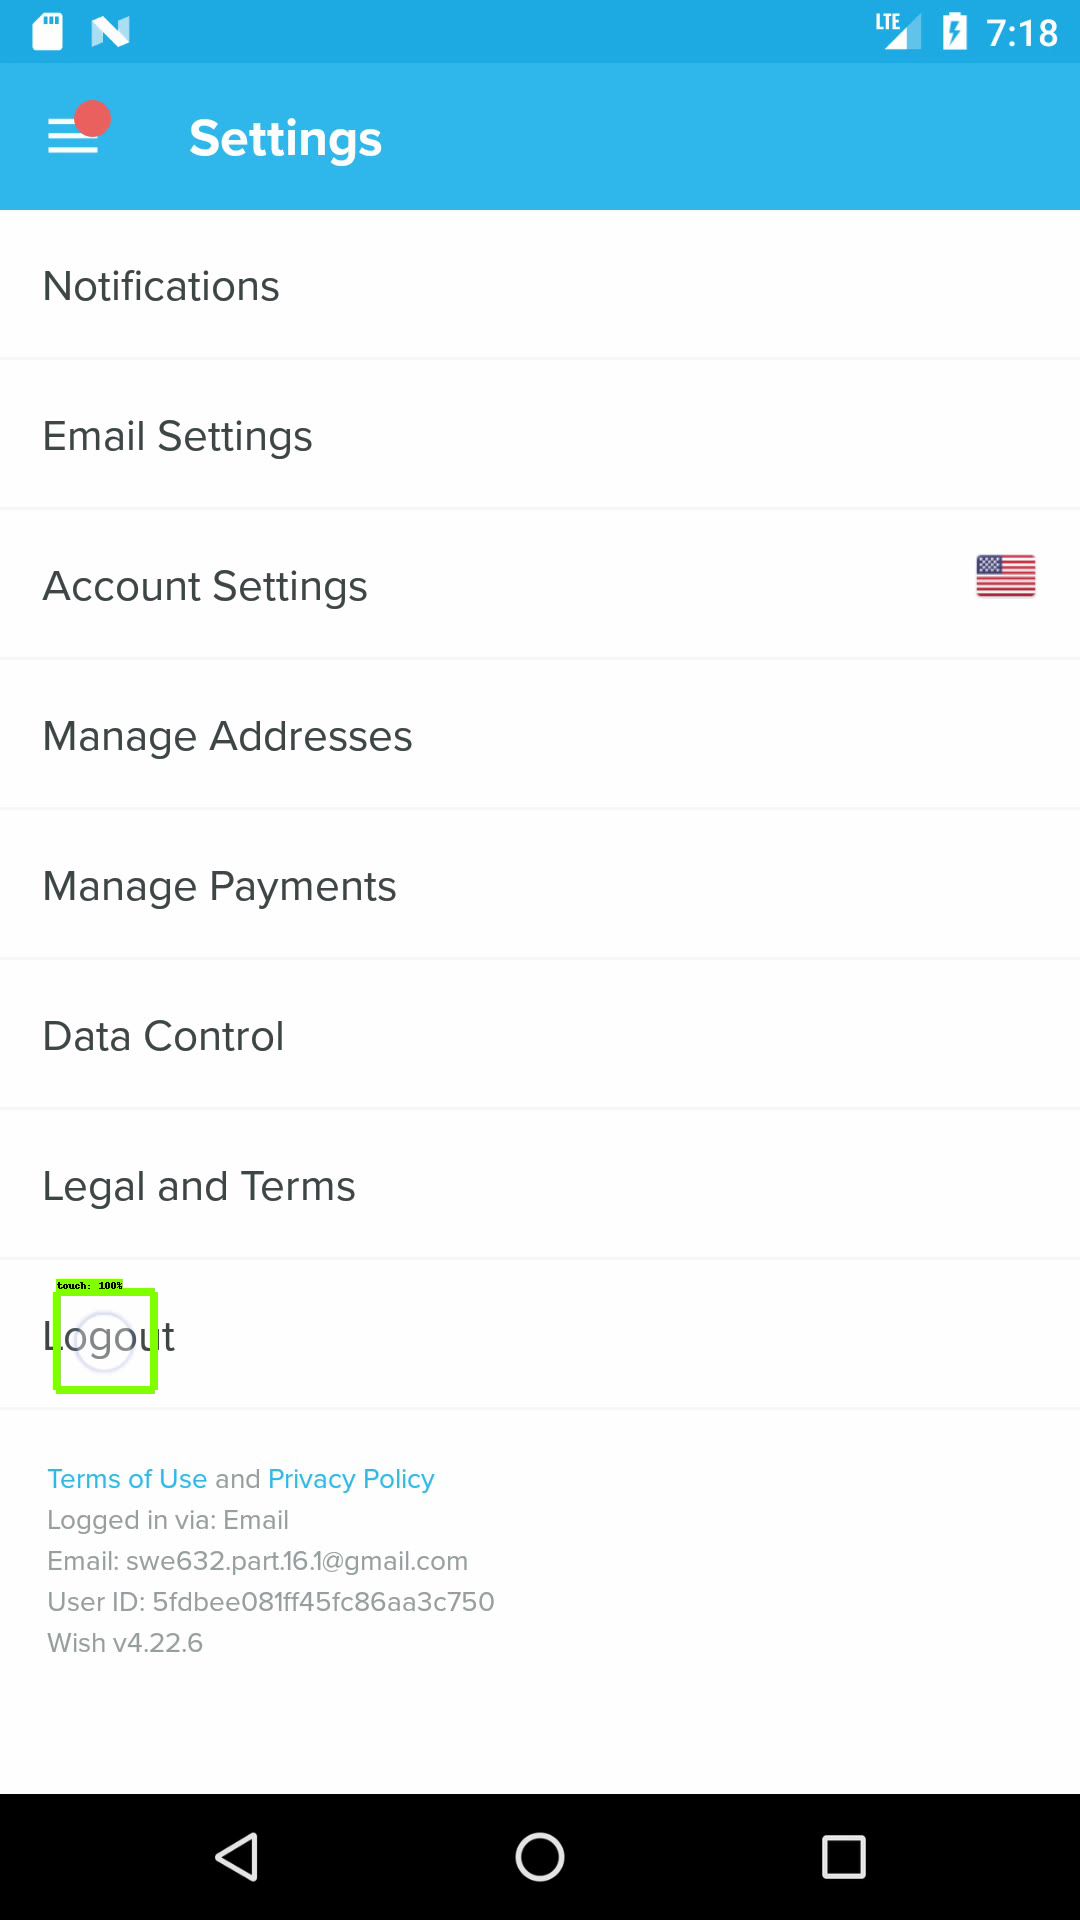 LTE 7:18
Settings
Notifications
Email Settings
Account Settings
Manage Addresses
Manage Payments
Data Control
Legal and Terms
touch: 100%
Logout
Terms of Use and Privacy Policy
Logged in via: Email
Email: swe632.part.16.1@gmail.com
User ID: 5fdbee081ff45fc86aa3c750
Wish v4.22.6